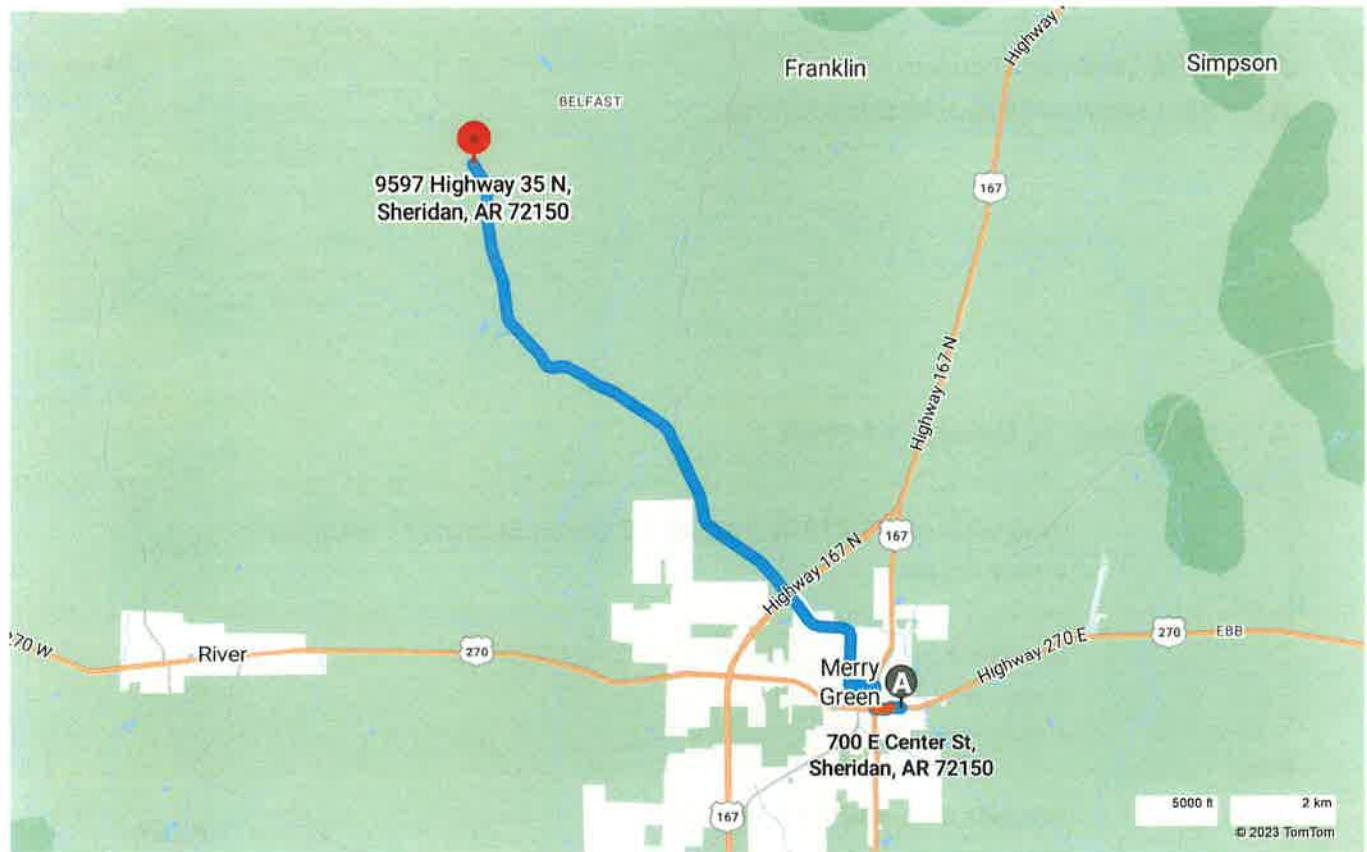 Franklin
Simpson
BELFAST
9597 Highway 35 N,
Sheridan, AR 72150
167
Highway 167 N
167
Highway 167 N
270 W
River
270
Merry
Green
A
Highway 270 E
270
EBB
700 E Center St,
Sheridan, AR 72150
167
5000 ft
2 km
© 2023 TomTom